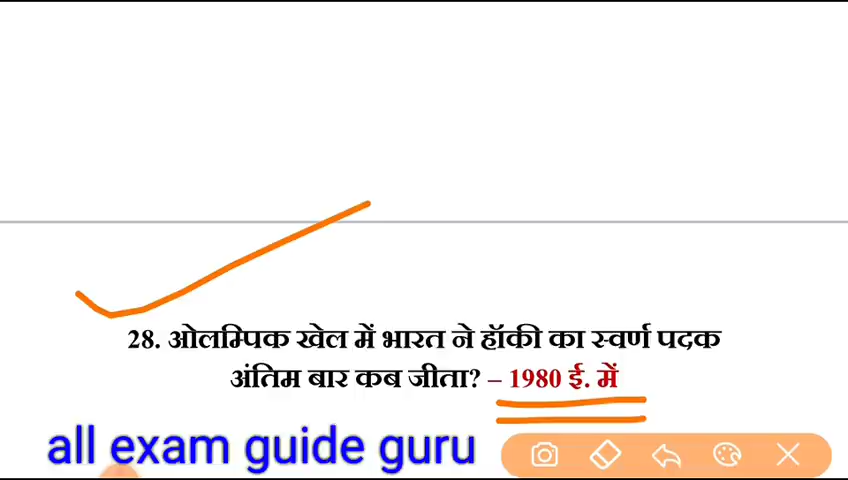 28. ओलम्पिक खेल में भारत ने हॉकी का स्वर्ण पदक
अंतिम बार कब जीता? – 1980 ई. में
all exam guide guru